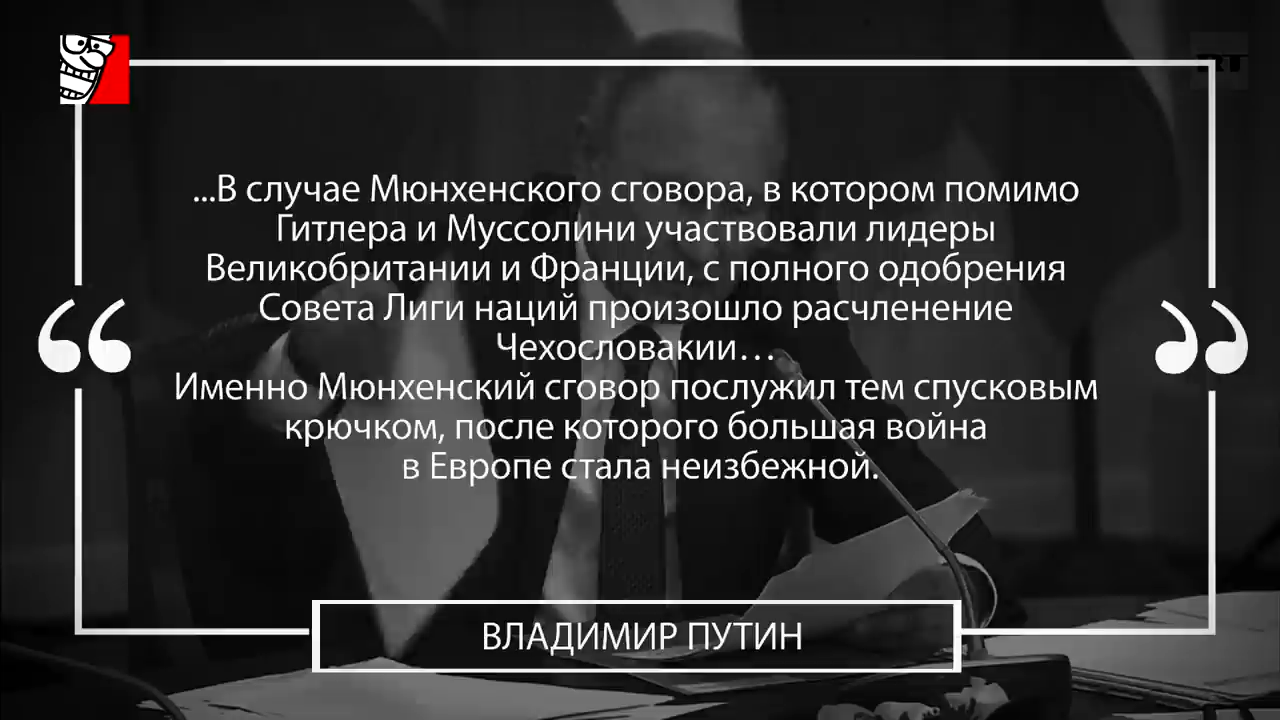 RT
...В случае Мюнхенского сговора, в котором помимо
Гитлера и Муссолини участвовали лидеры
Великобритании и Франции, с полного одобрения
Совета Лиги наций произошло расчленение
Чехословакии...
Именно Мюнхенский сговор послужил тем спусковым
крючком, после которого большая война
в Европе стала неизбежной.
ВЛАДИМИР ПУТИН